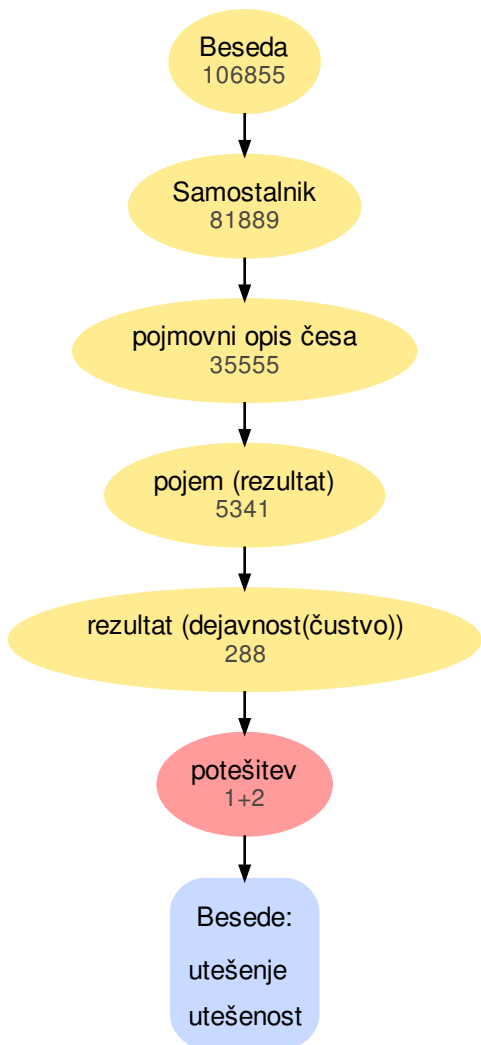 Beseda
106855
Samostalnik
81889
pojmovni opis česa
35555
pojem (rezultat)
5341
rezultat (dejavnost(čustvo))
288
potešitev
1+2
Besede:
utešenje
utešenost